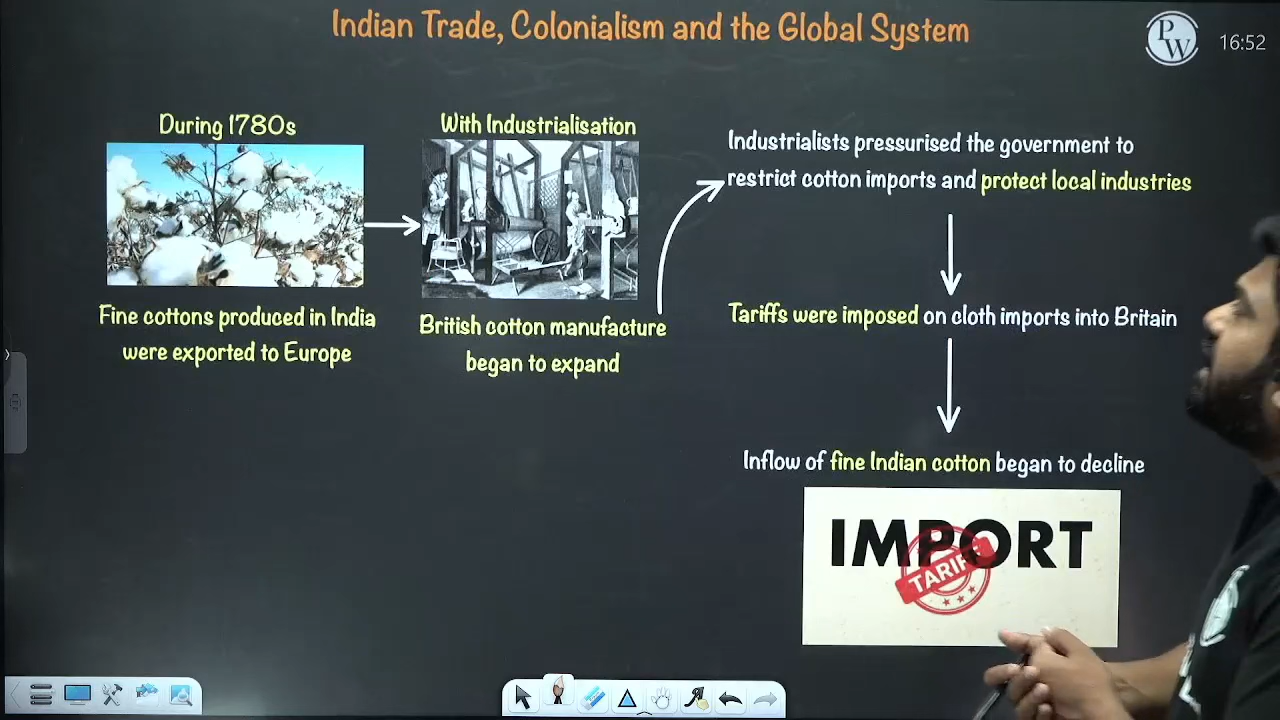 Indian Trade, Colonialism and the Global System
PW
16:52
During 1780s
Fine cottons produced in India
were exported to Europe
With Industrialisation
British cotton manufacture
began to expand
Industrialists pressurised the government to
restrict cotton imports and protect local industries
Tariffs were imposed on cloth imports into Britain
Inflow of fine Indian cotton began to decline
IMPORT
TARIFF